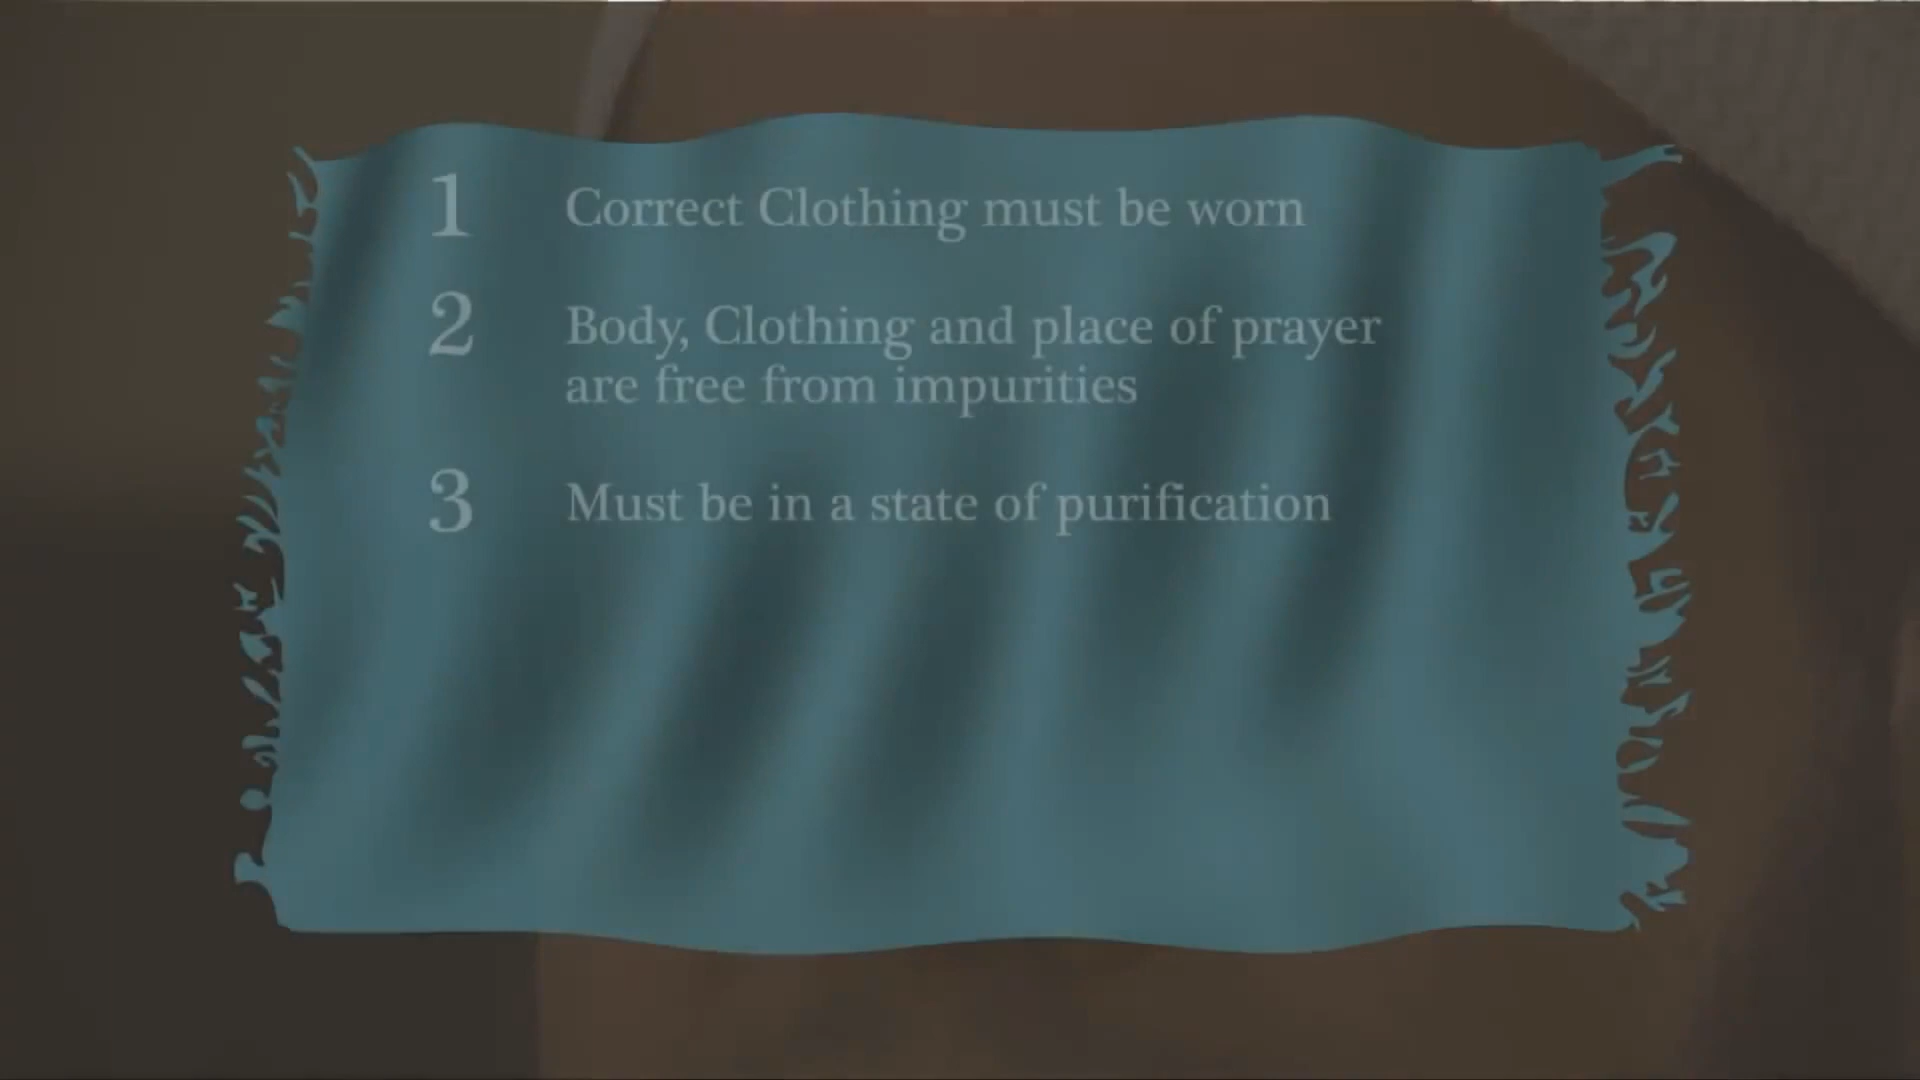 1 Correct Clothing must be worn
2 Body, Clothing and place of prayer
are free from impurities
3 Must be in a state of purification